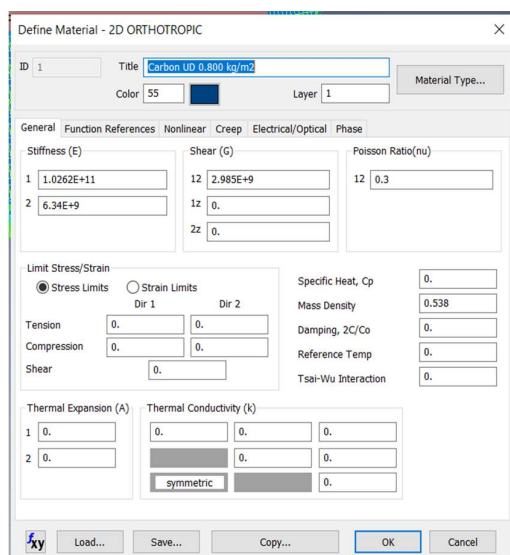 Define Material - 2D ORTHOTROPIC
ID 1 Title Carbon UD 0.800 kg/m2
Color 55 Layer 1
Material Type...
General Function References Nonlinear Creep Electrical/Optical Phase
Stiffness (E) Shear (G) Poisson Ratio(nu)
1 1.0262E+11 12 2.985E+9 12 0.3
2 6.34E+9 1z 0.
2z 0.
Limit Stress/Strain
Stress Limits Strain Limits
Dir 1 Dir 2
Tension 0. 0.
Compression 0. 0.
Shear 0.
Specific Heat, Cp 0.
Mass Density 0.538
Damping, 2C/Co 0.
Reference Temp 0.
Tsai-Wu Interaction 0.
Thermal Expansion (A) Thermal Conductivity (k)
1 0. 0. 0. 0.
2 0. 0. 0.
symmetric 0.
fxy Load... Save... Copy... OK Cancel